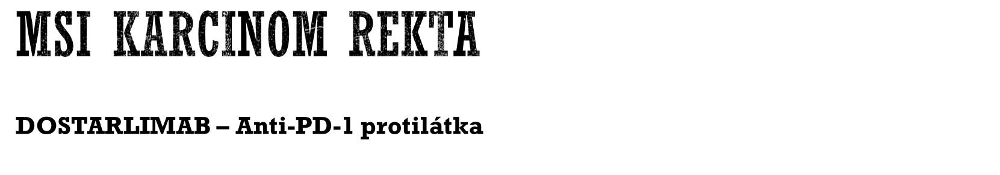 MSI KARCINOM REKTA
DOSTARLIMAB – Anti-PD-1 protilátka